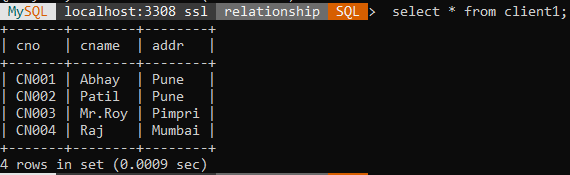 MySQL localhost:3308 ssl relationship SQL > select * from client1;
+-------+--------+--------+
| cno | cname | addr |
+-------+--------+--------+
| CN001 | Abhay | Pune |
| CN002 | Patil | Pune |
| CN003 | Mr.Roy | Pimpri |
| CN004 | Raj | Mumbai |
+-------+--------+--------+
4 rows in set (0.0009 sec)